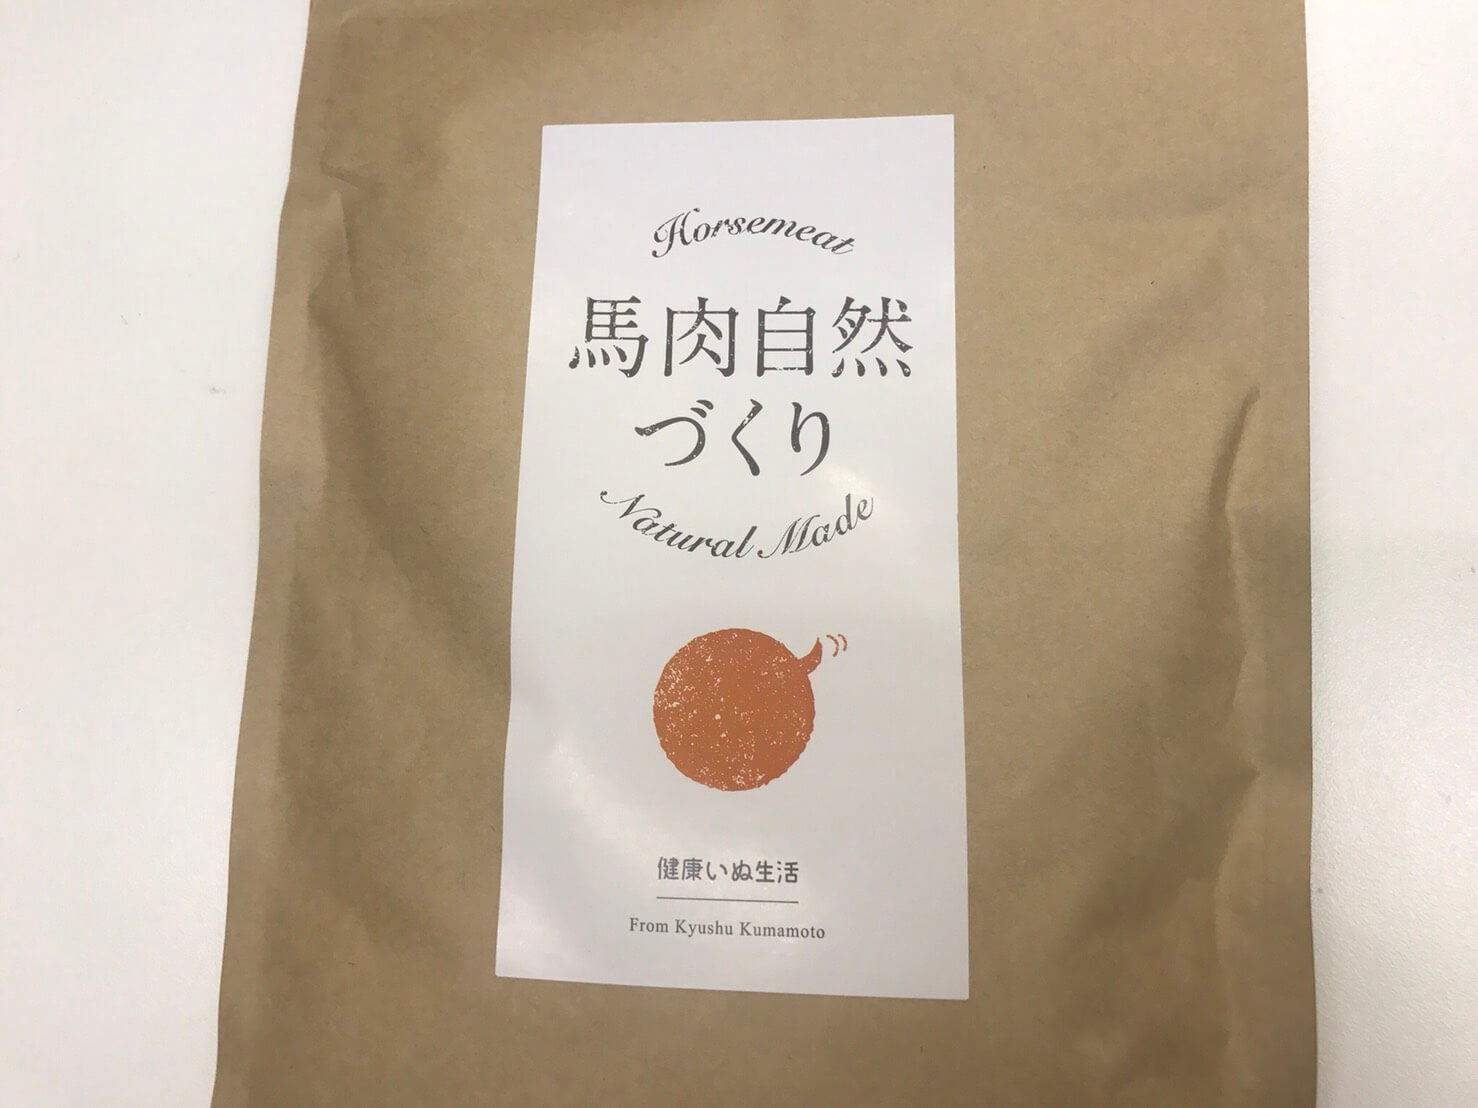 Horsemeat
馬肉自然
づくり
Natural Made
健康いぬ生活
From Kyushu Kumamoto